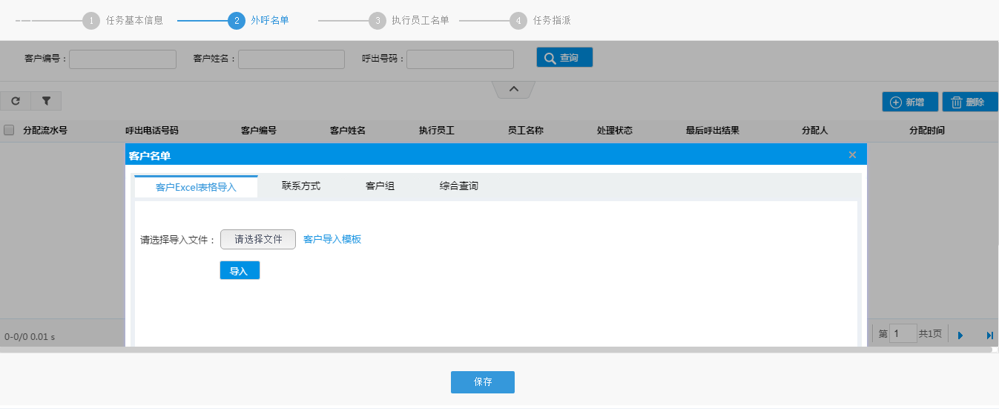 1 任务基本信息 2 外呼名单 3 执行员工名单 4 任务指派
客户编号： 客户姓名： 呼出号码： 查询
新增 删除
分配流水号 呼出电话号码 客户编号 客户姓名 执行员工 员工名称 处理状态 最后呼出结果 分配人 分配时间
客户名单
客户Excel表格导入 联系方式 客户组 综合查询
请选择导入文件： 请选择文件 客户导入模板
导入
0-0/0 0.01 s 第 1 共1页
保存